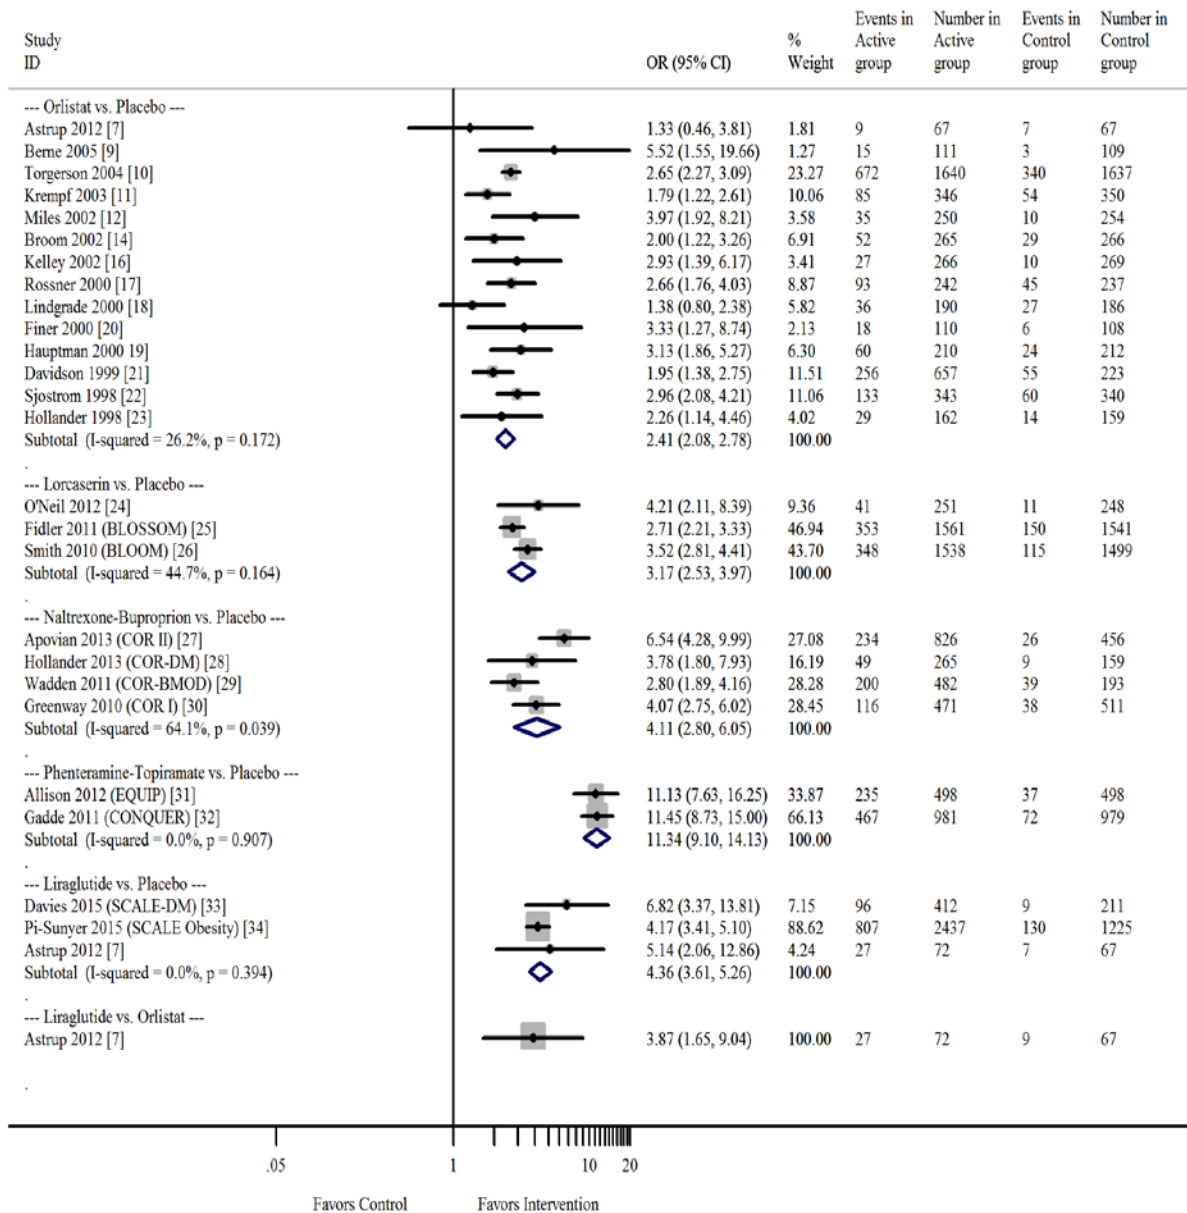 Study ID OR (95% CI) % Weight Events in Active group Number in Active group Events in Control group Number in Control group
--- Orlistat vs. Placebo ---
Astrup 2012 [7] 1.33 (0.46, 3.81) 1.81 9 67 7 67
Berne 2005 [9] 5.52 (1.55, 19.66) 1.27 15 111 3 109
Torgerson 2004 [10] 2.65 (2.27, 3.09) 23.27 672 1640 340 1637
Krempf 2003 [11] 1.79 (1.22, 2.61) 10.06 85 346 54 350
Miles 2002 [12] 3.97 (1.92, 8.21) 3.58 35 250 10 254
Broom 2002 [14] 2.00 (1.22, 3.26) 6.91 52 265 29 266
Kelley 2002 [16] 2.93 (1.39, 6.17) 3.41 27 266 10 269
Rossner 2000 [17] 2.66 (1.76, 4.03) 8.87 93 242 45 237
Lindgrade 2000 [18] 1.38 (0.80, 2.38) 5.82 36 190 27 186
Finer 2000 [20] 3.33 (1.27, 8.74) 2.13 18 110 6 108
Hauptman 2000 19] 3.13 (1.86, 5.27) 6.30 60 210 24 212
Davidson 1999 [21] 1.95 (1.38, 2.75) 11.51 256 657 55 223
Sjostrom 1998 [22] 2.96 (2.08, 4.21) 11.06 133 343 60 340
Hollander 1998 [23] 2.26 (1.14, 4.46) 4.02 29 162 14 159
Subtotal (I-squared = 26.2%, p = 0.172) 2.41 (2.08, 2.78) 100.00
.
--- Lorcaserin vs. Placebo ---
O'Neil 2012 [24] 4.21 (2.11, 8.39) 9.36 41 251 11 248
Fidler 2011 (BLOSSOM) [25] 2.71 (2.21, 3.33) 46.94 353 1561 150 1541
Smith 2010 (BLOOM) [26] 3.52 (2.81, 4.41) 43.70 348 1538 115 1499
Subtotal (I-squared = 44.7%, p = 0.164) 3.17 (2.53, 3.97) 100.00
.
--- Naltrexone-Buproprion vs. Placebo ---
Apovian 2013 (COR II) [27] 6.54 (4.28, 9.99) 27.08 234 826 26 456
Hollander 2013 (COR-DM) [28] 3.78 (1.80, 7.93) 16.19 49 265 9 159
Wadden 2011 (COR-BMOD) [29] 2.80 (1.89, 4.16) 28.28 200 482 39 193
Greenway 2010 (COR I) [30] 4.07 (2.75, 6.02) 28.45 116 471 38 511
Subtotal (I-squared = 64.1%, p = 0.039) 4.11 (2.80, 6.05) 100.00
.
--- Phenteramine-Topiramate vs. Placebo ---
Allison 2012 (EQUIP) [31] 11.13 (7.63, 16.25) 33.87 235 498 37 498
Gadde 2011 (CONQUER) [32] 11.45 (8.73, 15.00) 66.13 467 981 72 979
Subtotal (I-squared = 0.0%, p = 0.907) 11.34 (9.10, 14.13) 100.00
.
--- Liraglutide vs. Placebo ---
Davies 2015 (SCALE-DM) [33] 6.82 (3.37, 13.81) 7.15 96 412 9 211
Pi-Sunyer 2015 (SCALE Obesity) [34] 4.17 (3.41, 5.10) 88.62 807 2437 130 1225
Astrup 2012 [7] 5.14 (2.06, 12.86) 4.24 27 72 7 67
Subtotal (I-squared = 0.0%, p = 0.394) 4.36 (3.61, 5.26) 100.00
.
--- Liraglutide vs. Orlistat ---
Astrup 2012 [7] 3.87 (1.65, 9.04) 100.00 27 72 9 67
.
.05 1 10 20
Favors Control Favors Intervention